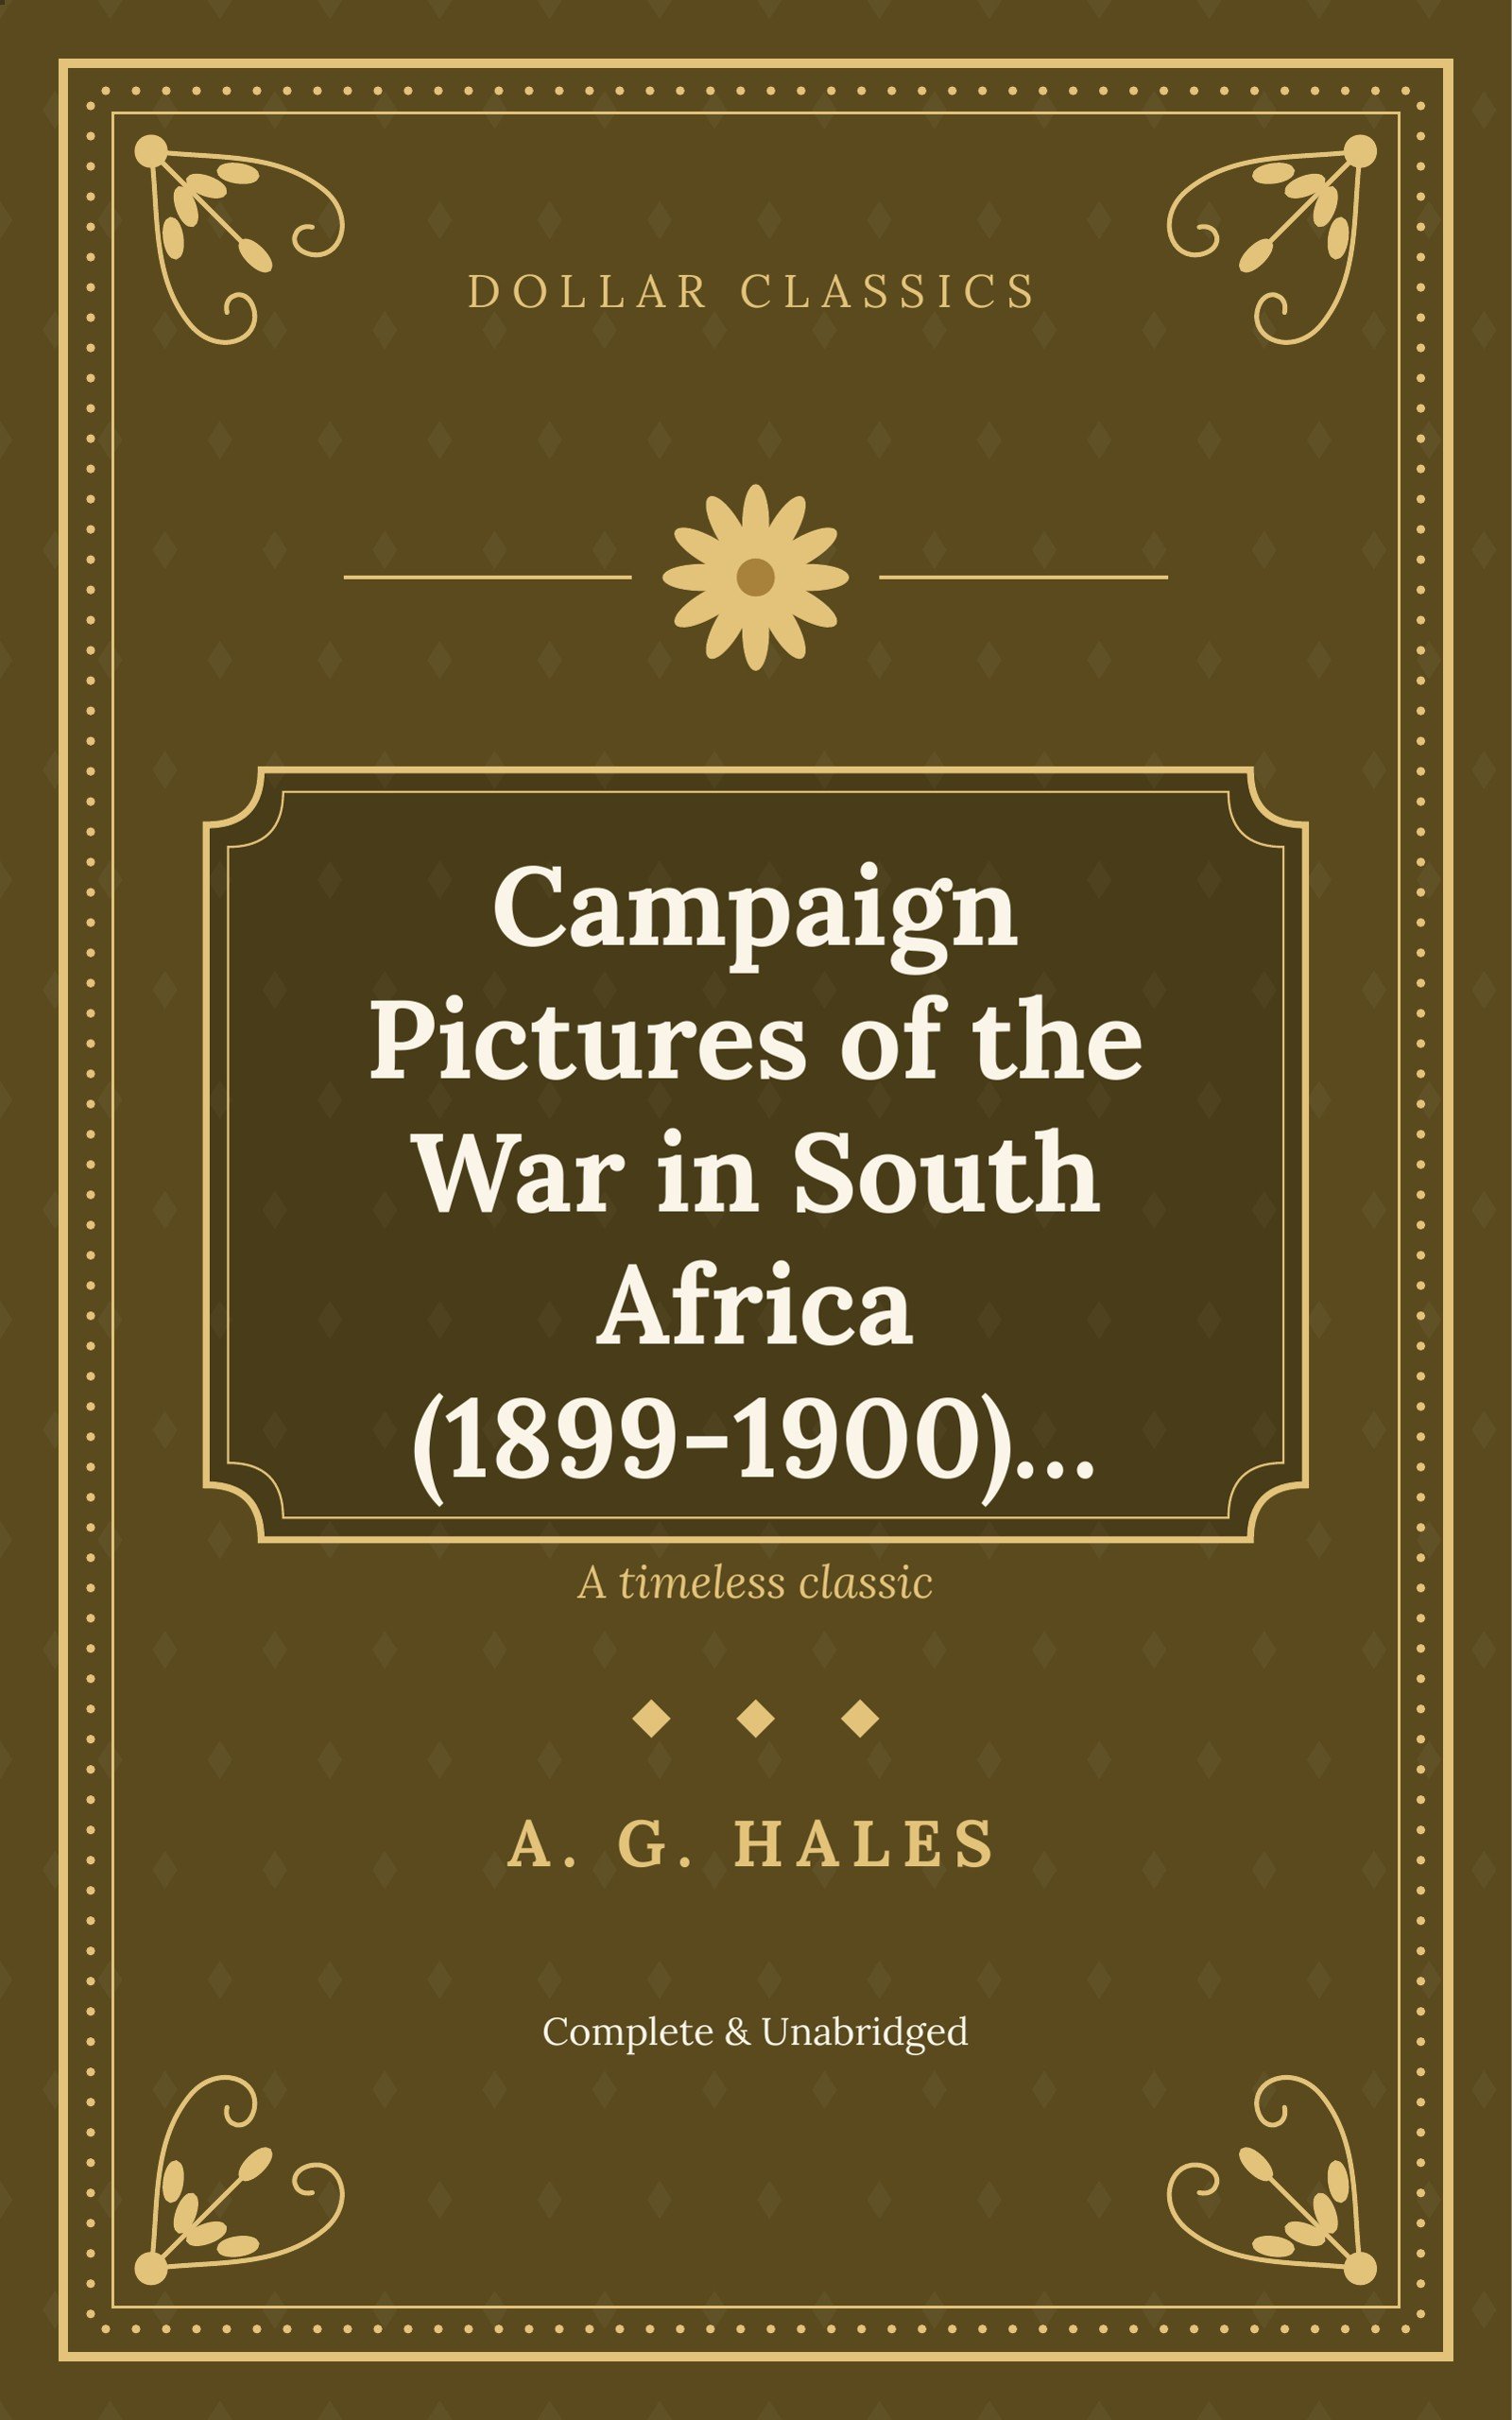 DOLLAR CLASSICS
Campaign
Pictures of the
War in South
Africa
(1899–1900)...
A timeless classic
A. G. HALES
Complete & Unabridged